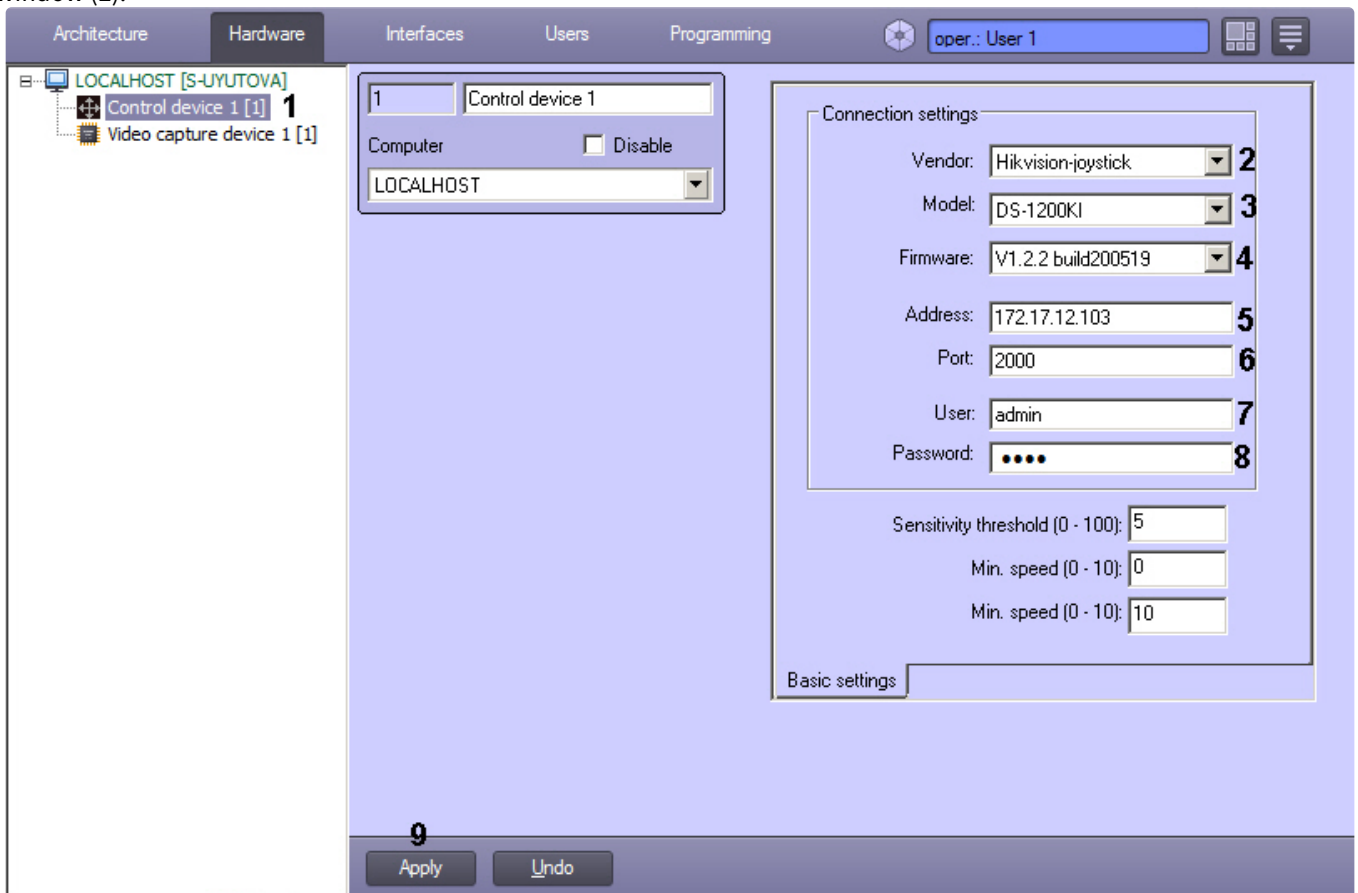 window (2).
Architecture Hardware Interfaces Users Programming oper.: User 1
LOCALHOST [S-UYUTOVA]
Control device 1 [1] 1
Video capture device 1 [1]
1 Control device 1
Computer Disable
LOCALHOST
Connection settings
Vendor: Hikvision-joystick 2
Model: DS-1200KI 3
Firmware: V1.2.2 build200519 4
Address: 172.17.12.103 5
Port: 2000 6
User: admin 7
Password: •••• 8
Sensitivity threshold (0 - 100): 5
Min. speed (0 - 10): 0
Min. speed (0 - 10): 10
Basic settings
9
Apply Undo